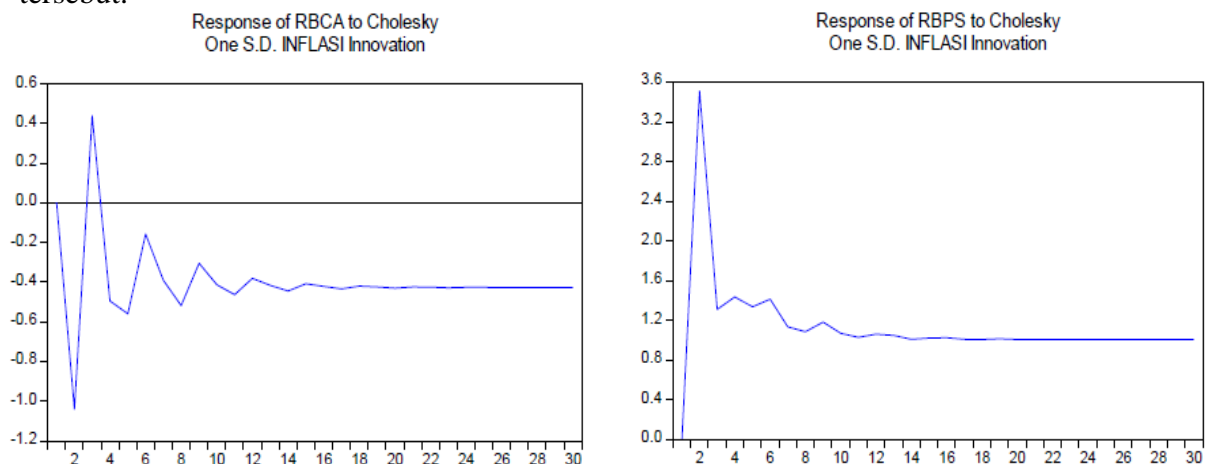 tersebut.
Response of RBCA to Cholesky
One S.D. INFLASI Innovation
0.6
0.4
0.2
0.0
-0.2
-0.4
-0.6
-0.8
-1.0
-1.2
2 4 6 8 10 12 14 16 18 20 22 24 26 28 30
Response of RBPS to Cholesky
One S.D. INFLASI Innovation
3.6
3.2
2.8
2.4
2.0
1.6
1.2
0.8
0.4
0.0
2 4 6 8 10 12 14 16 18 20 22 24 26 28 30